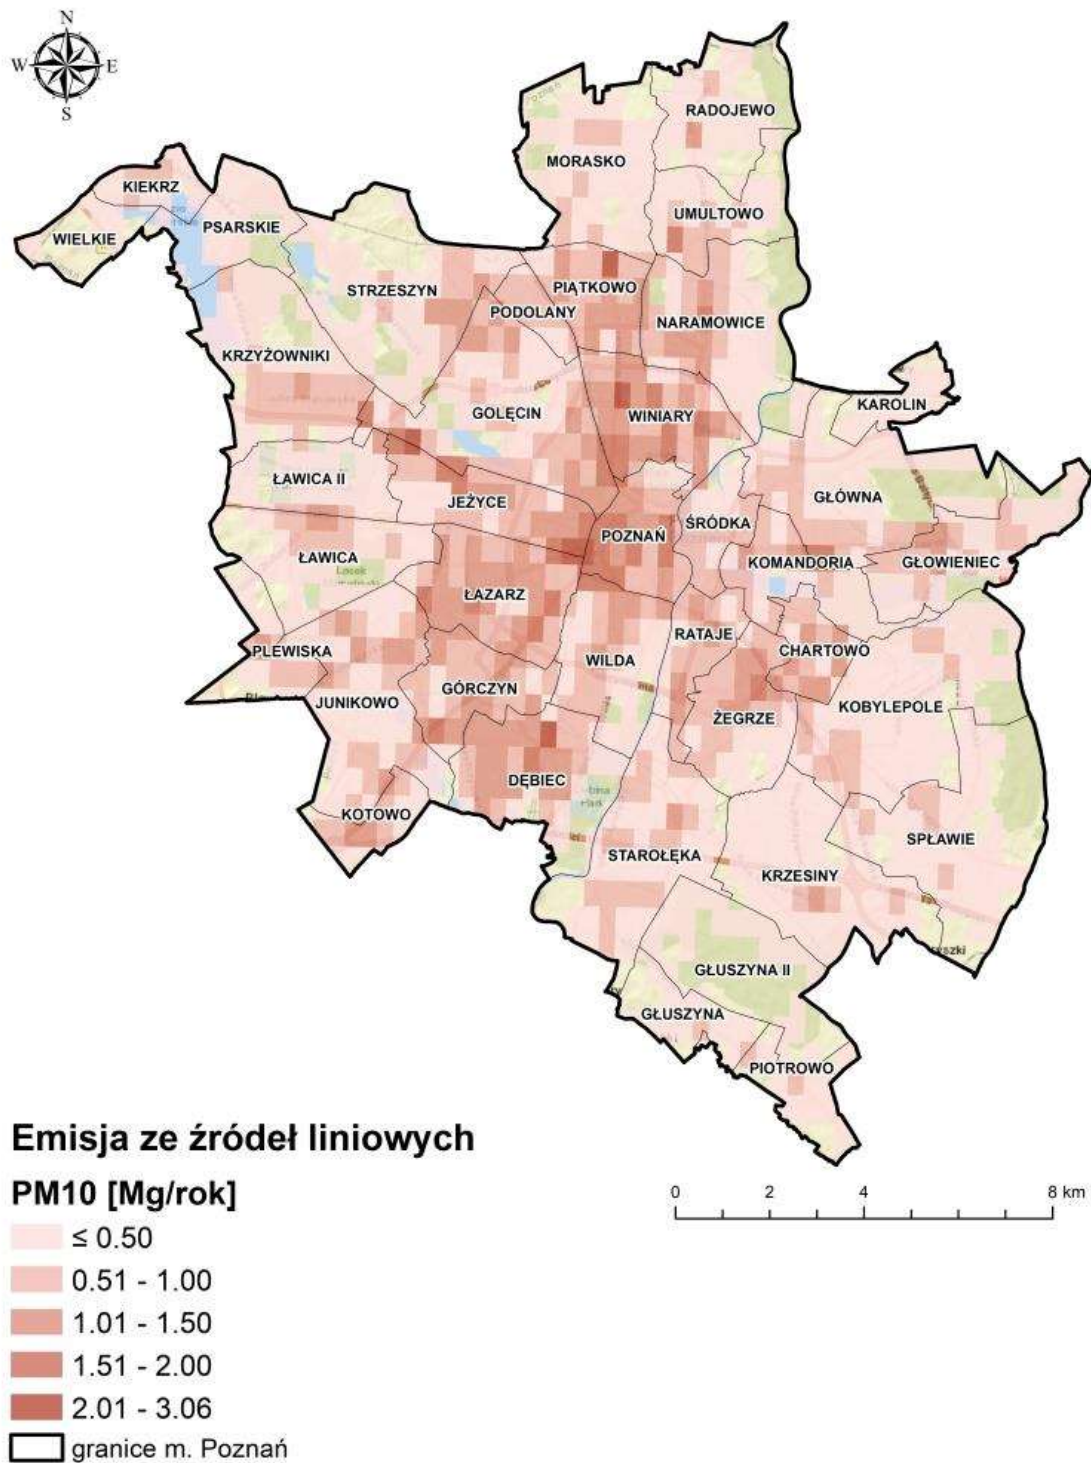 N
W E
S
RADOJEWO
MORASKO
KIEKRZ
UMULTOWO
PSARSKIE
WIELKIE
STRZESZYN
PIĄTKOWO
PODOLANY
NARAMOWICE
KRZYŻOWNIKI
KAROLIN
GOLĘCIN
WINIARY
ŁAWICA II
GŁÓWNA
JEŻYCE
ŚRÓDKA
POZNAŃ
ŁAWICA
KOMANDORIA
GŁOWIENIEC
ŁAZARZ
RATAJE
PLEWISKA
CHARTOWO
WILDA
GÓRCZYN
JUNIKOWO
KOBYLEPOLE
ŻEGRZE
DĘBIEC
KOTOWO
SPŁAWIE
STAROŁĘKA
KRZESINY
GŁUSZYNA II
GŁUSZYNA
PIOTROWO
Emisja ze źródeł liniowych
PM10 [Mg/rok]
≤ 0.50
0.51 - 1.00
1.01 - 1.50
1.51 - 2.00
2.01 - 3.06
granice m. Poznań
0 2 4 8 km